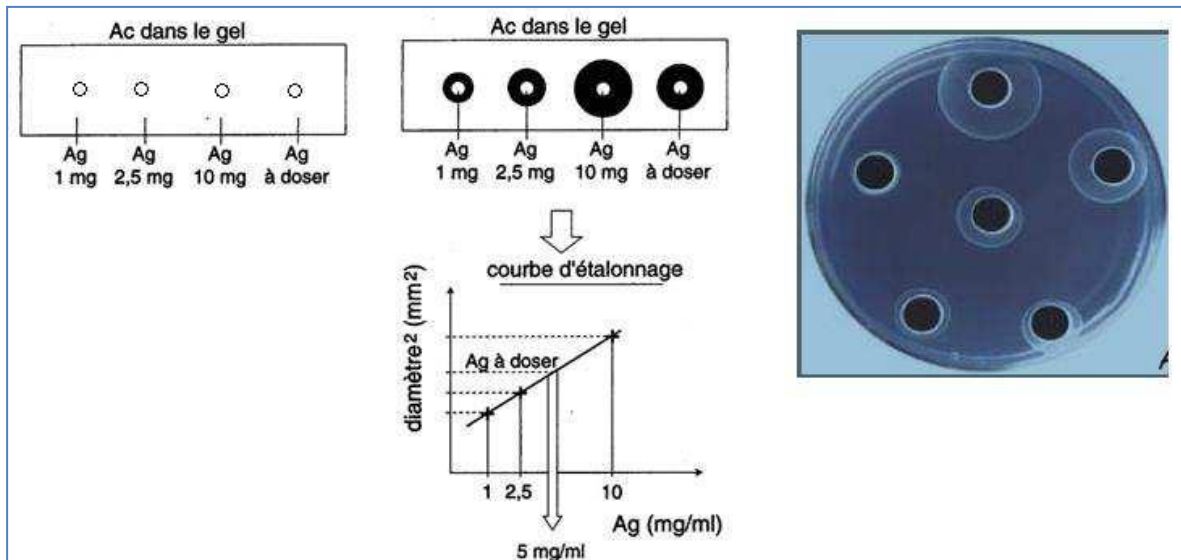 Ac dans le gel
Ag
1 mg
Ag
2,5 mg
Ag
10 mg
Ag
à doser
Ac dans le gel
Ag
1 mg
Ag
2,5 mg
Ag
10 mg
Ag
à doser
courbe d'étalonnage
diamètre² (mm²)
Ag à doser
1
2,5
10
Ag (mg/ml)
5 mg/ml